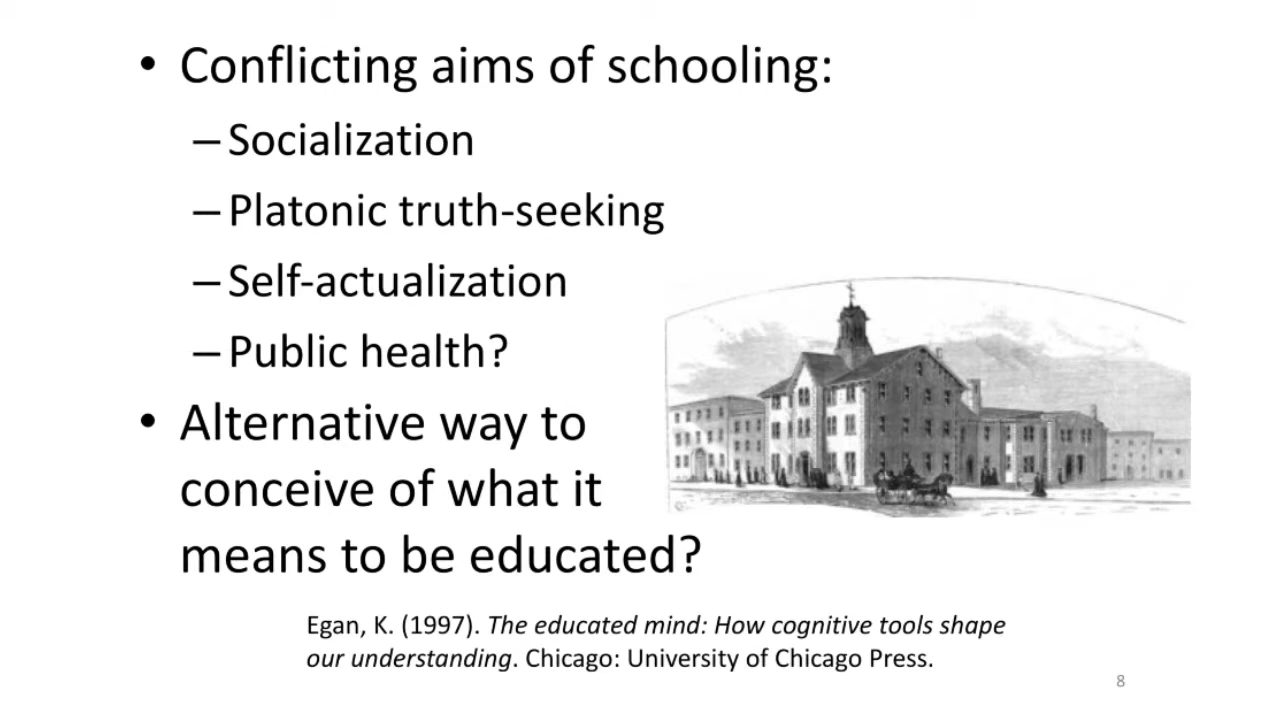 • Conflicting aims of schooling:
– Socialization
– Platonic truth-seeking
– Self-actualization
– Public health?
• Alternative way to
conceive of what it
means to be educated?
Egan, K. (1997). The educated mind: How cognitive tools shape
our understanding. Chicago: University of Chicago Press.
8